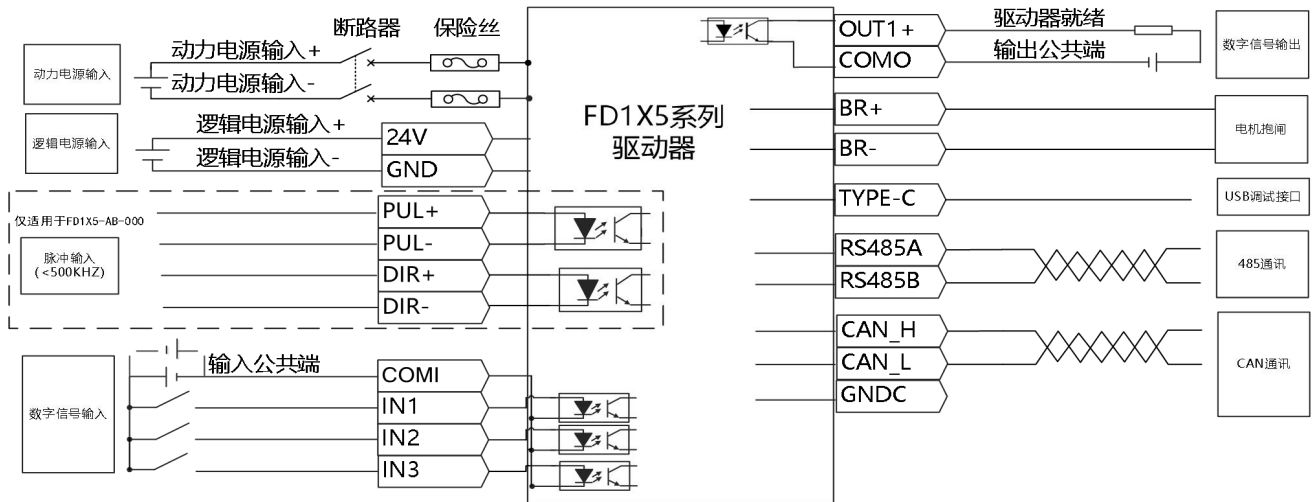 动力电源输入
逻辑电源输入
动力电源输入+
动力电源输入-
断路器
保险丝
逻辑电源输入+
逻辑电源输入-
24V
GND
仅适用于FD1X5-AB-000
脉冲输入
(<500KHZ)
PUL+
PUL-
DIR+
DIR-
数字信号输入
输入公共端
COMI
IN1
IN2
IN3
FD1X5系列
驱动器
OUT1+
COMO
驱动器就绪
输出公共端
数字信号输出
BR+
BR-
电机抱闸
TYPE-C
USB调试接口
RS485A
RS485B
485通讯
CAN_H
CAN_L
GNDC
CAN通讯